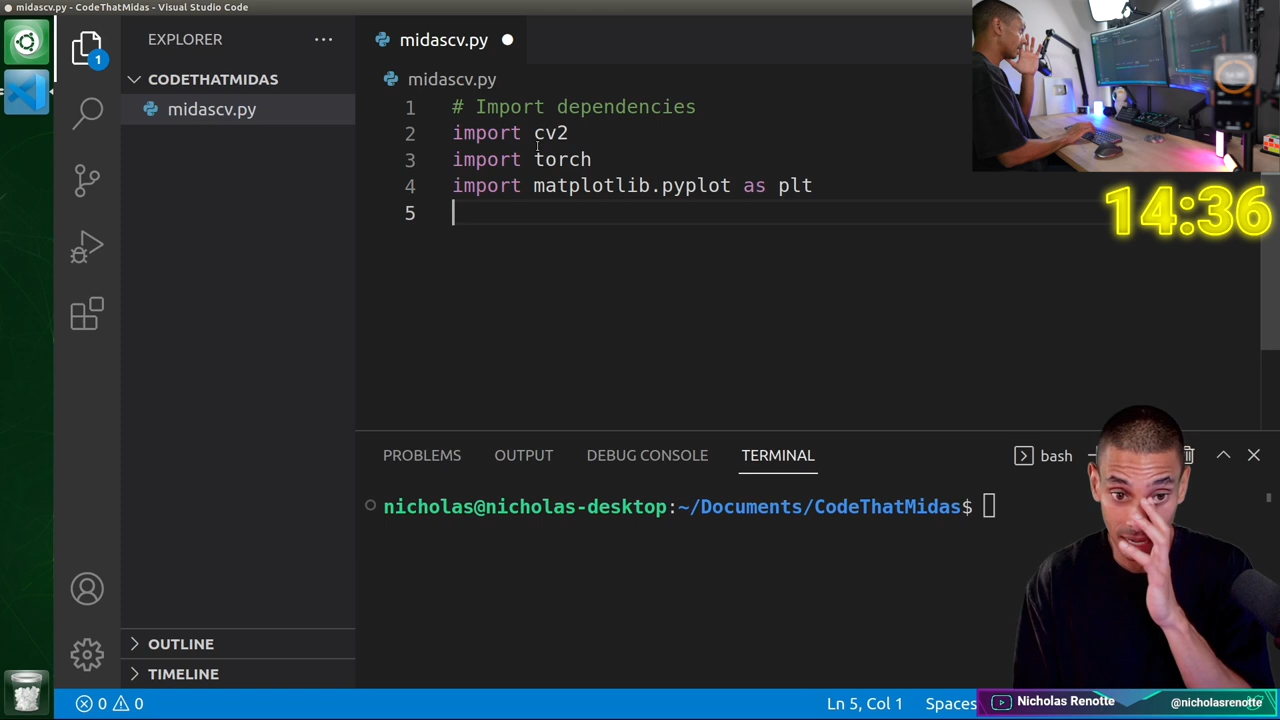 midascv.py - CodeThatMidas - Visual Studio Code
EXPLORER
midascv.py
1
CODETHATMIDAS
midascv.py
midascv.py
1 # Import dependencies
2 import cv2
3 import torch
4 import matplotlib.pyplot as plt
5
14:36
PROBLEMS OUTPUT DEBUG CONSOLE TERMINAL
bash
nicholas@nicholas-desktop:~/Documents/CodeThatMidas$
OUTLINE
TIMELINE
0 0
Ln 5, Col 1
Spaces
Nicholas Renotte
@nicholasrenotte